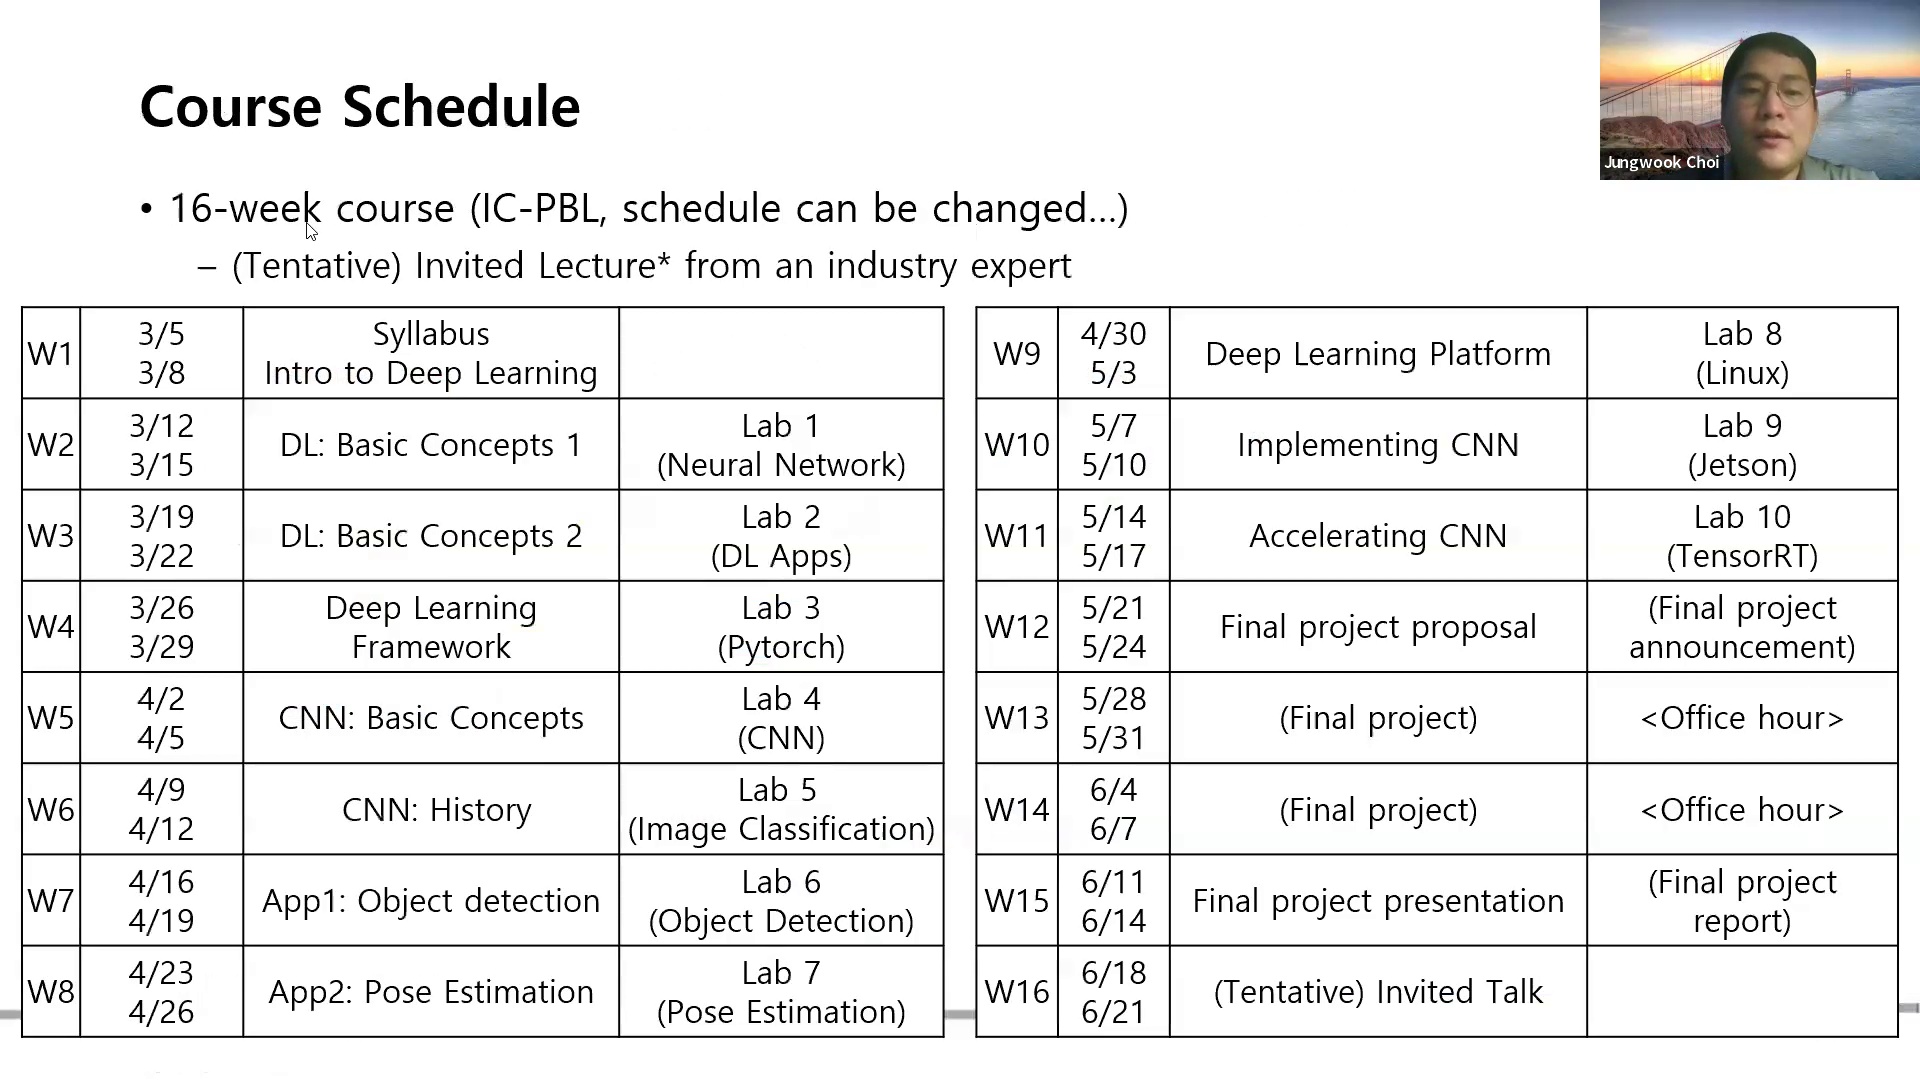 Course Schedule
Jungwook Choi
• 16-week course (IC-PBL, schedule can be changed...)
– (Tentative) Invited Lecture* from an industry expert
W1
3/5
3/8
Syllabus
Intro to Deep Learning
W2
3/12
3/15
DL: Basic Concepts 1
Lab 1
(Neural Network)
W3
3/19
3/22
DL: Basic Concepts 2
Lab 2
(DL Apps)
W4
3/26
3/29
Deep Learning
Framework
Lab 3
(Pytorch)
W5
4/2
4/5
CNN: Basic Concepts
Lab 4
(CNN)
W6
4/9
4/12
CNN: History
Lab 5
(Image Classification)
W7
4/16
4/19
App1: Object detection
Lab 6
(Object Detection)
W8
4/23
4/26
App2: Pose Estimation
Lab 7
(Pose Estimation)
W9
4/30
5/3
Deep Learning Platform
Lab 8
(Linux)
W10
5/7
5/10
Implementing CNN
Lab 9
(Jetson)
W11
5/14
5/17
Accelerating CNN
Lab 10
(TensorRT)
W12
5/21
5/24
Final project proposal
(Final project
announcement)
W13
5/28
5/31
(Final project)
<Office hour>
W14
6/4
6/7
(Final project)
<Office hour>
W15
6/11
6/14
Final project presentation
(Final project
report)
W16
6/18
6/21
(Tentative) Invited Talk